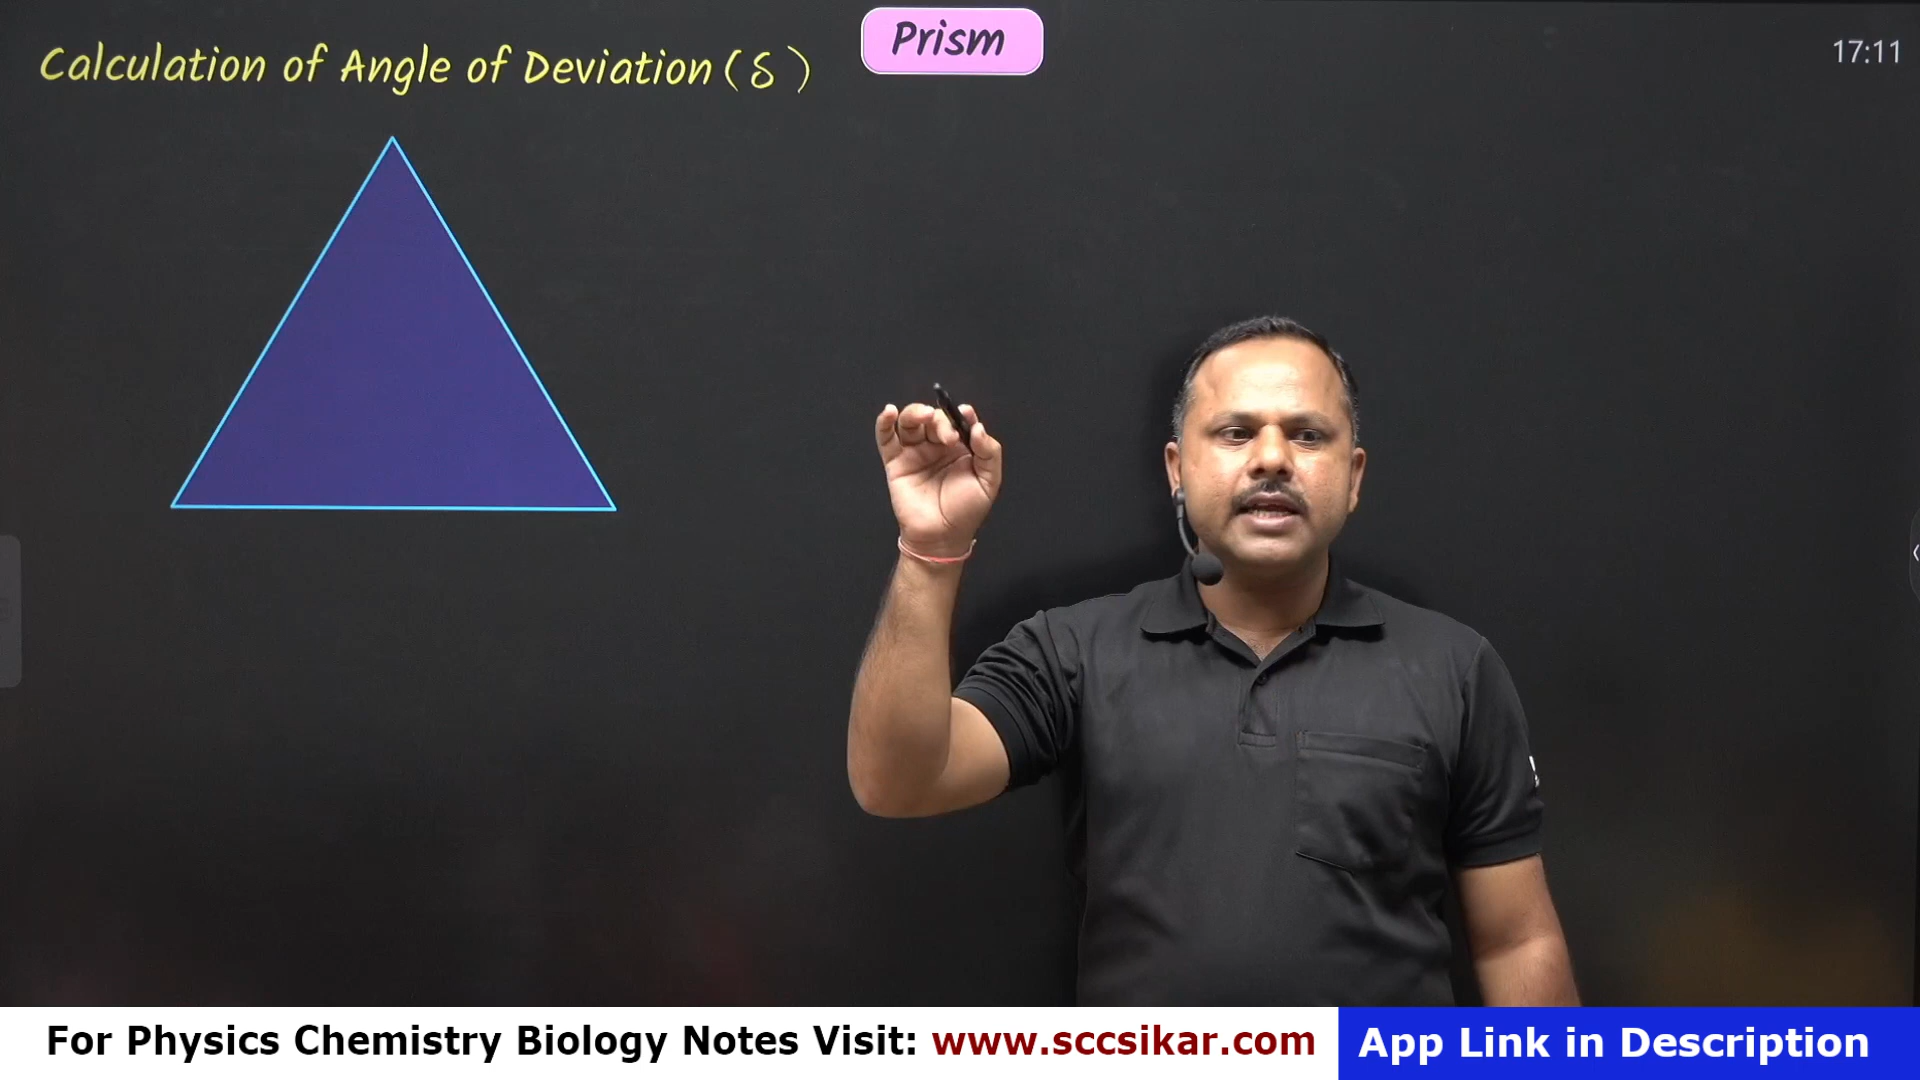 Prism
17:11
Calculation of Angle of Deviation (δ)
For Physics Chemistry Biology Notes Visit: www.sccsikar.com
App Link in Description